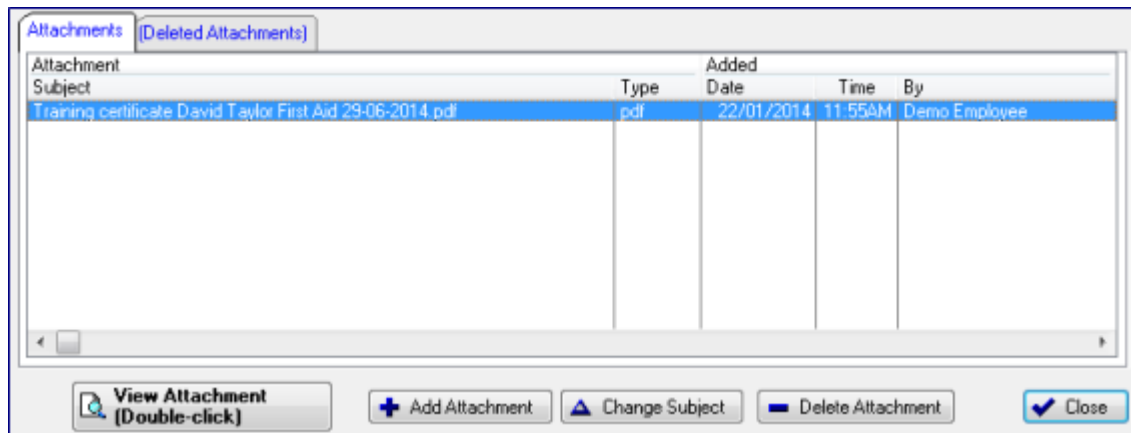 Attachments (Deleted Attachments)
Attachment Added
Subject Type Date Time By
Training certificate David Taylor First Aid 29-06-2014.pdf pdf 22/01/2014 11:55AM Demo Employee
View Attachment
(Double-click)
Add Attachment Change Subject Delete Attachment Close